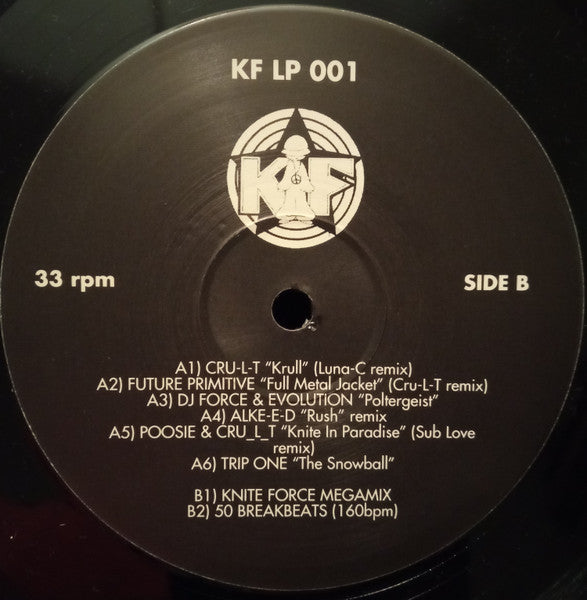 KF LP 001
KF
33 rpm
SIDE B
A1) CRU-L-T “Krull” (Luna-C remix)
A2) FUTURE PRIMITIVE “Full Metal Jacket” (Cru-L-T remix)
A3) DJ FORCE & EVOLUTION “Poltergeist”
A4) ALKE-E-D “Rush” remix
A5) POOSIE & CRU_L_T “Knite In Paradise” (Sub Love
remix)
A6) TRIP ONE “The Snowball”
B1) KNITE FORCE MEGAMIX
B2) 50 BREAKBEATS (160bpm)